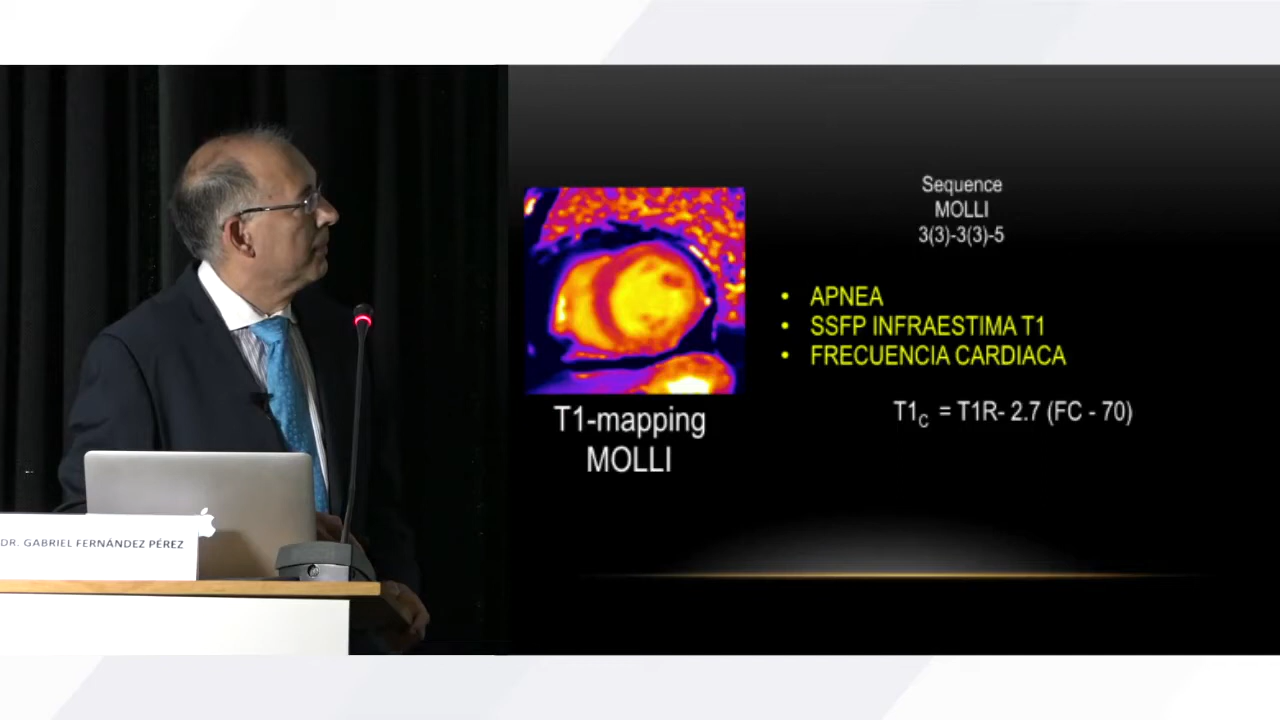 DR. GABRIEL FERNÁNDEZ PÉREZ
T1-mapping
MOLLI
Sequence
MOLLI
3(3)-3(3)-5
• APNEA
• SSFP INFRAESTIMA T1
• FRECUENCIA CARDIACA
T1C = T1R- 2.7 (FC - 70)